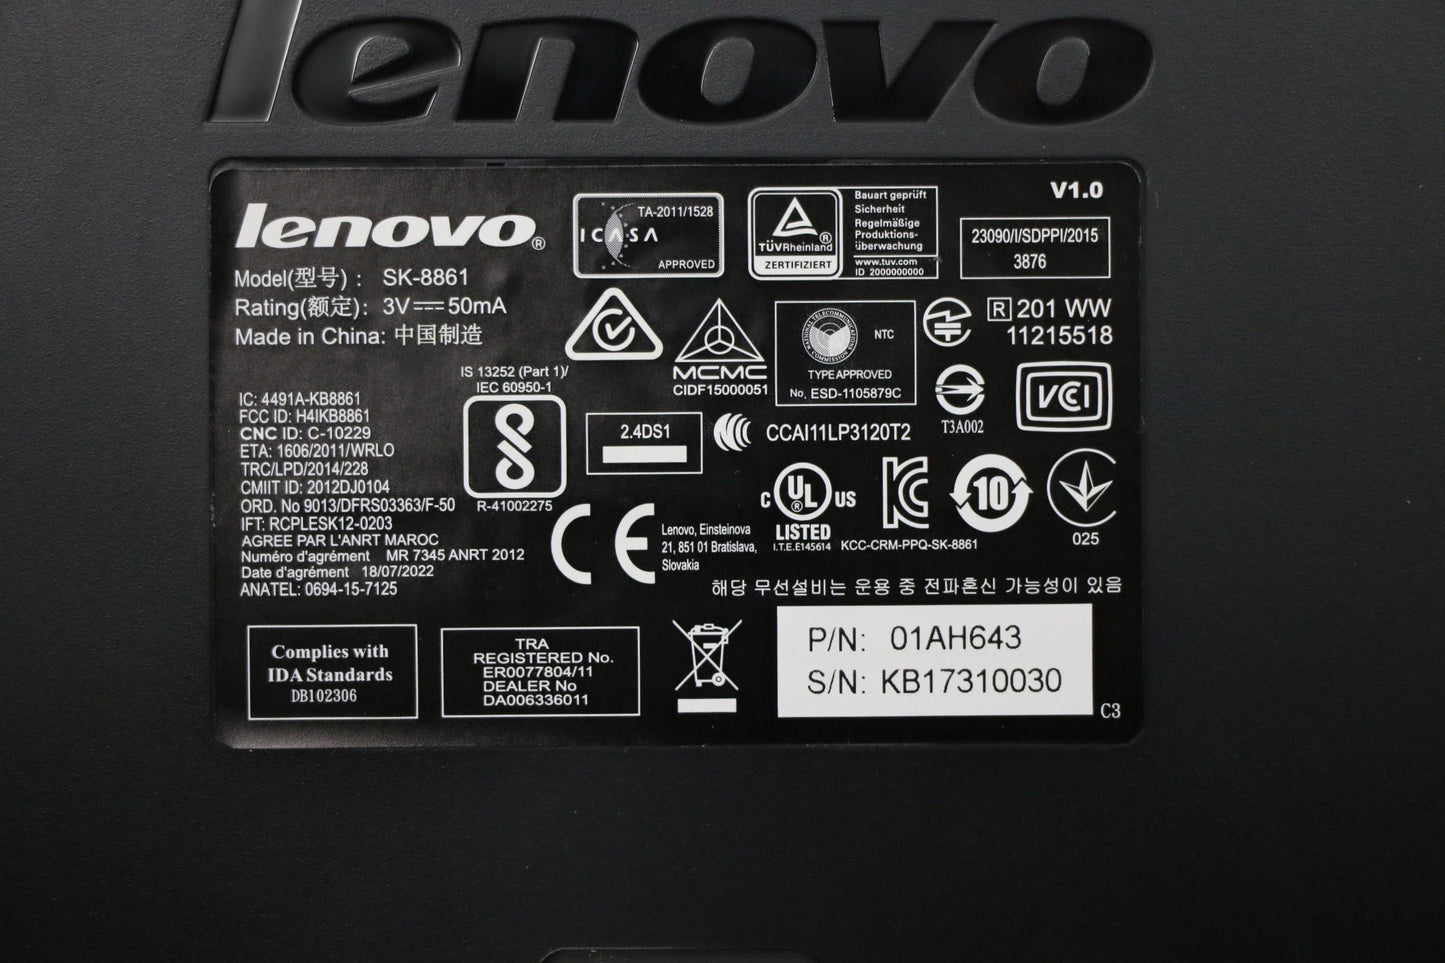 lenovo
lenovo®
Model(型号)： SK-8861
Rating(额定): 3V⎓50mA
Made in China: 中国制造
TA-2011/1528
ICASA
APPROVED
TÜVRheinland®
ZERTIFIZIERT
Bauart geprüft
Sicherheit
Regelmäßige
Produktions-
überwachung
www.tuv.com
ID 2000000000
V1.0
23090/I/SDPPI/2015
3876
MCMC
CIDF15000051
NATIONAL TELECOMMUNICATIONS COMMISSION
NTC
TYPE APPROVED
No. ESD-1105879C
R 201 WW
11215518
T3A002
VCCI
IC: 4491A-KB8861
FCC ID: H4IKB8861
CNC ID: C-10229
ETA: 1606/2011/WRLO
TRC/LPD/2014/228
CMIIT ID: 2012DJ0104
ORD. No 9013/DFRS03363/F-50
IFT: RCPLESK12-0203
AGREE PAR L'ANRT MAROC
Numéro d'agrément MR 7345 ANRT 2012
Date d'agrément 18/07/2022
ANATEL: 0694-15-7125
IS 13252 (Part 1)/
IEC 60950-1
R-41002275
2.4DS1
CCAI11LP3120T2
CE
Lenovo, Einsteinova
21, 851 01 Bratislava,
Slovakia
c UL® US
LISTED
I.T.E.E145614
KC
KCC-CRM-PPQ-SK-8861
10
025
해당 무선설비는 운용 중 전파혼신 가능성이 있음
Complies with
IDA Standards
DB102306
TRA
REGISTERED No.
ER0077804/11
DEALER No
DA006336011
P/N: 01AH643
S/N: KB17310030
C3